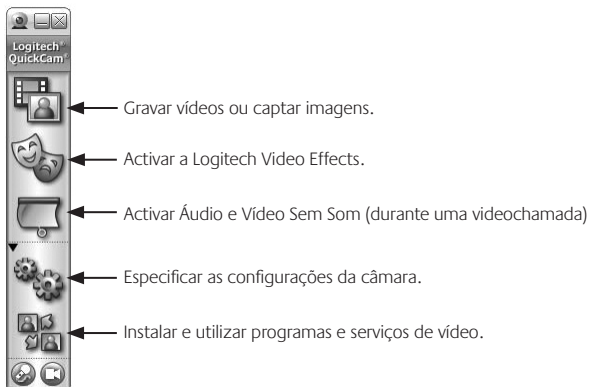 Logitech®
QuickCam®
Gravar vídeos ou captar imagens.
Activar a Logitech Video Effects.
Activar Áudio e Vídeo Sem Som (durante uma videochamada)
Especificar as configurações da câmara.
Instalar e utilizar programas e serviços de vídeo.